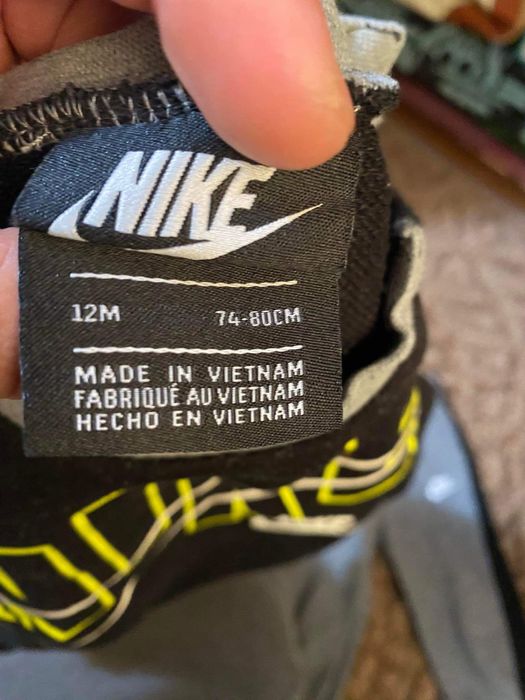 NIKE
12M 74-80CM
MADE IN VIETNAM
FABRIQUÉ AU VIETNAM
HECHO EN VIETNAM